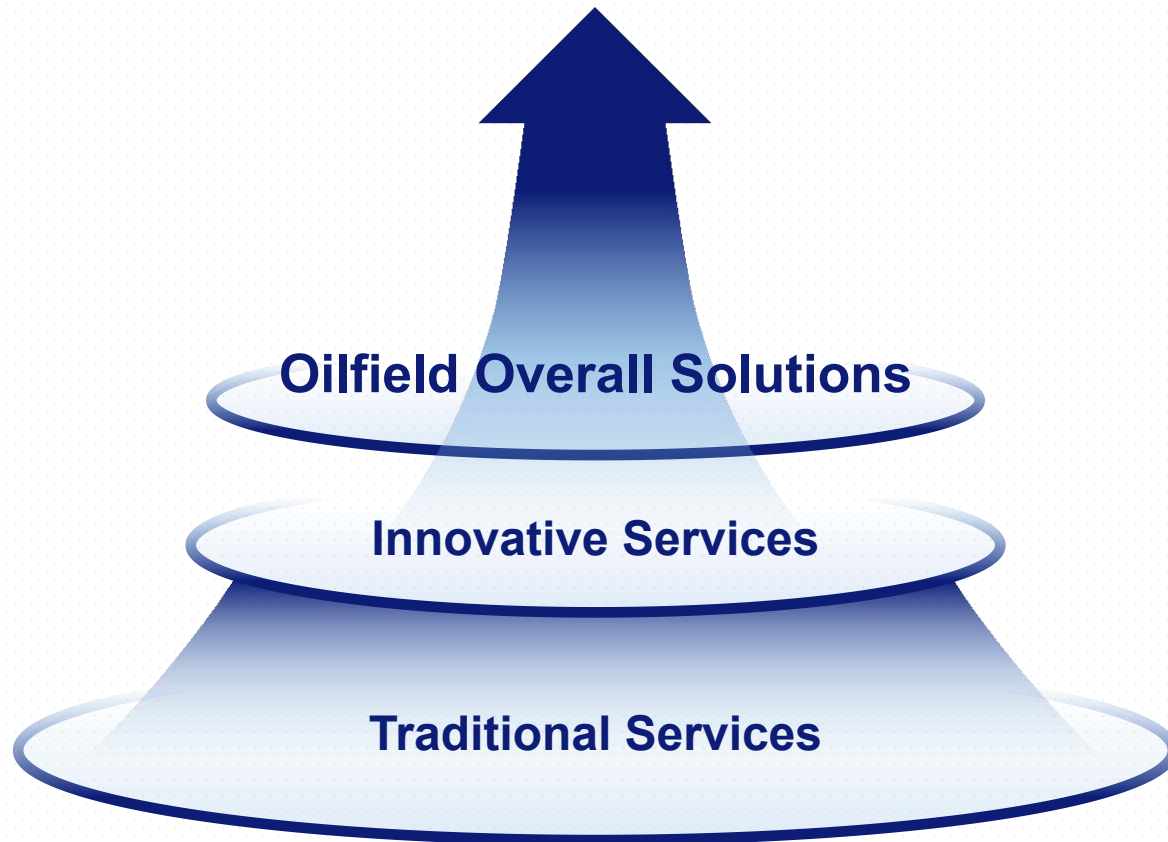 Oilfield Overall Solutions
Innovative Services
Traditional Services